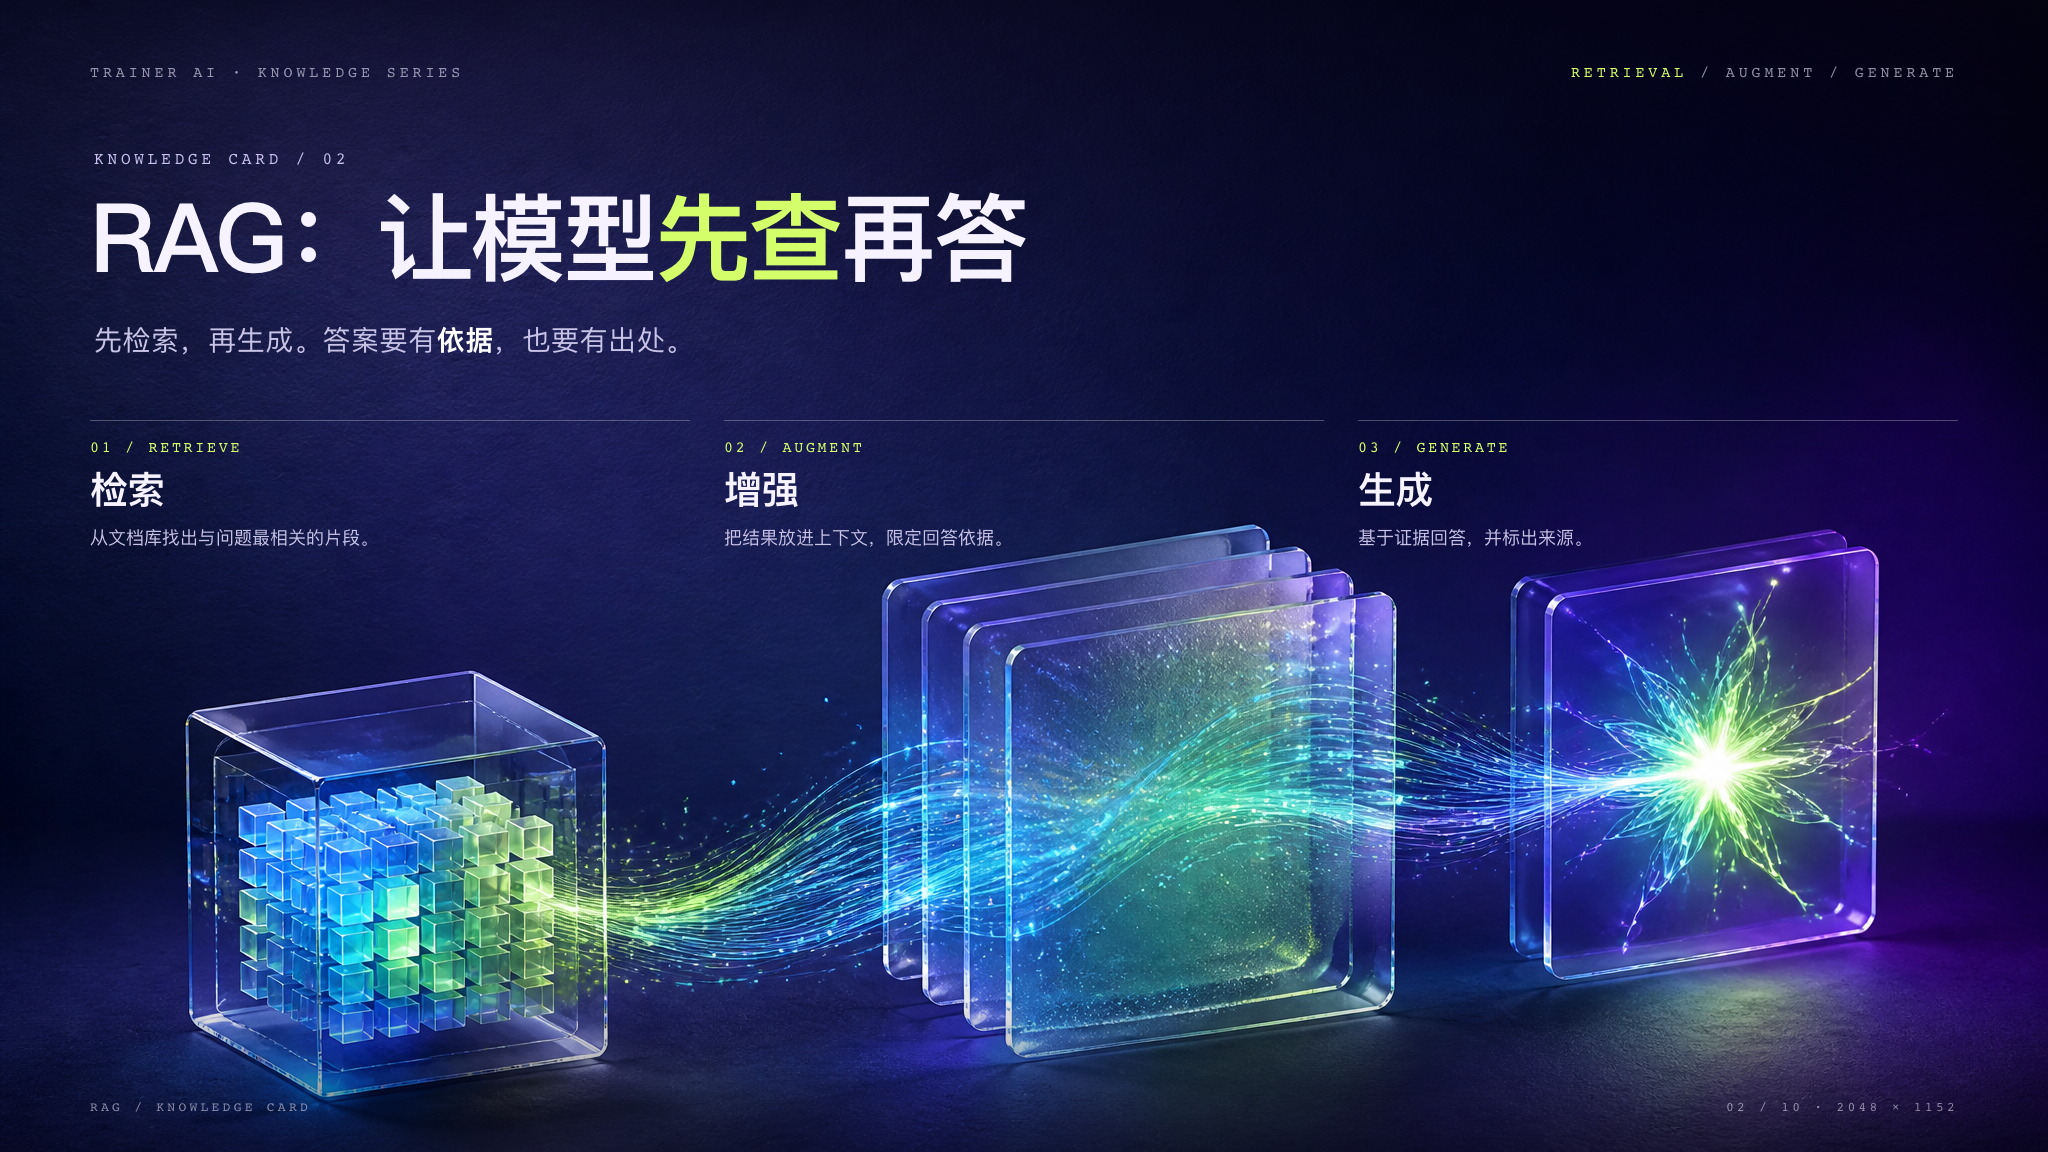 TRAINER AI · KNOWLEDGE SERIES
RETRIEVAL / AUGMENT / GENERATE
KNOWLEDGE CARD / 02
RAG：让模型先查再答
先检索，再生成。答案要有依据，也要有出处。
01 / RETRIEVE
检索
从文档库找出与问题最相关的片段。
02 / AUGMENT
增强
把结果放进上下文，限定回答依据。
03 / GENERATE
生成
基于证据回答，并标出来源。
RAG / KNOWLEDGE CARD
02 / 10 · 2048 × 1152